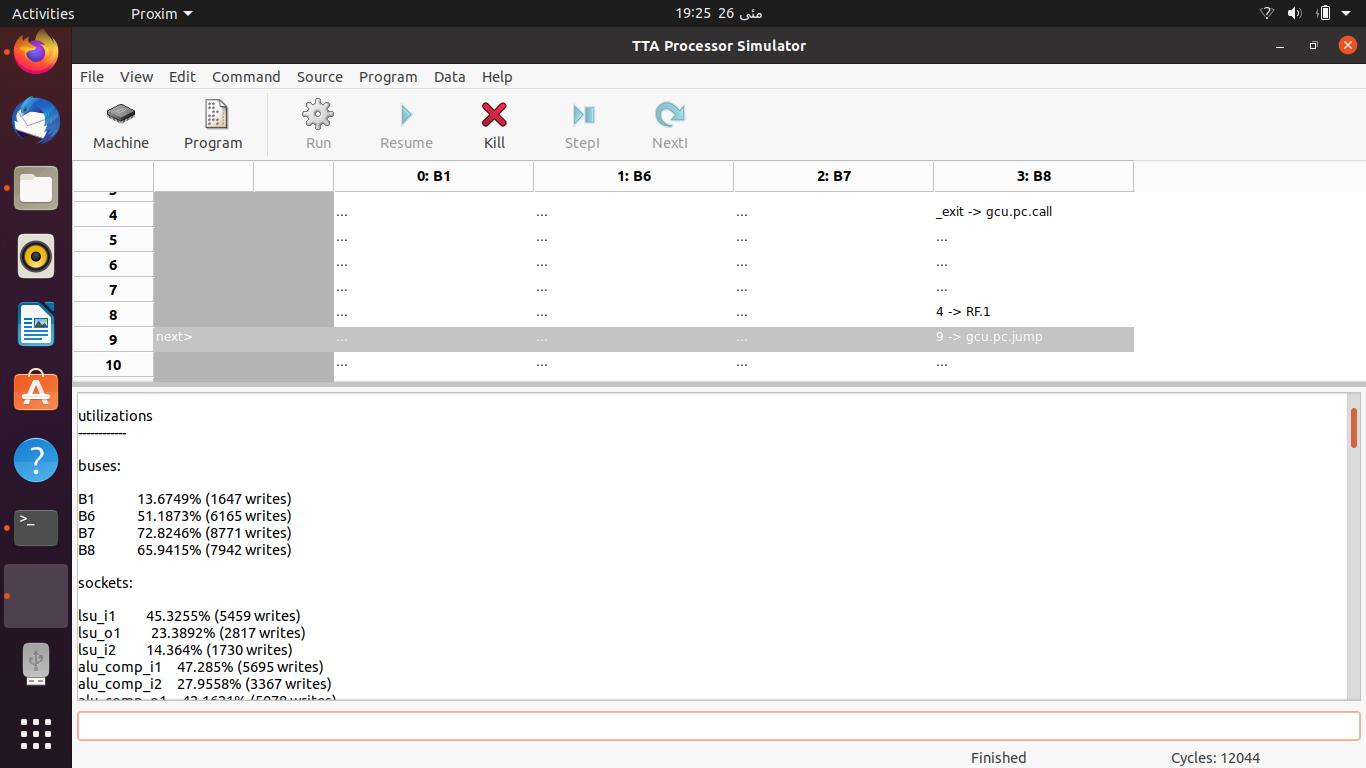 Activities Proxim 19:25 26 مئی
TTA Processor Simulator
File View Edit Command Source Program Data Help
Machine Program Run Resume Kill StepI NextI
0: B1 1: B6 2: B7 3: B8
4 ... ... ... _exit -> gcu.pc.call
5 ... ... ... ...
6 ... ... ... ...
7 ... ... ... ...
8 ... ... ... 4 -> RF.1
9 next> ... ... ... 9 -> gcu.pc.jump
10 ... ... ... ...
utilizations
------------
buses:
B1 13.6749% (1647 writes)
B6 51.1873% (6165 writes)
B7 72.8246% (8771 writes)
B8 65.9415% (7942 writes)
sockets:
lsu_i1 45.3255% (5459 writes)
lsu_o1 23.3892% (2817 writes)
lsu_i2 14.364% (1730 writes)
alu_comp_i1 47.285% (5695 writes)
alu_comp_i2 27.9558% (3367 writes)
Finished Cycles: 12044